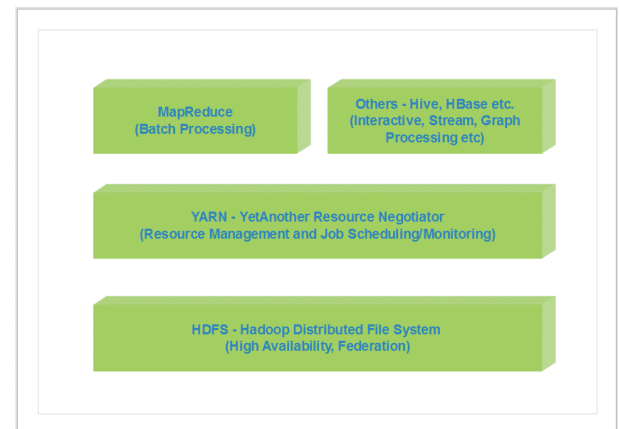 MapReduce
(Batch Processing)
Others - Hive, HBase etc.
(Interactive, Stream, Graph
Processing etc)
YARN - YetAnother Resource Negotiator
(Resource Management and Job Scheduling/Monitoring)
HDFS - Hadoop Distributed File System
(High Availability, Federation)